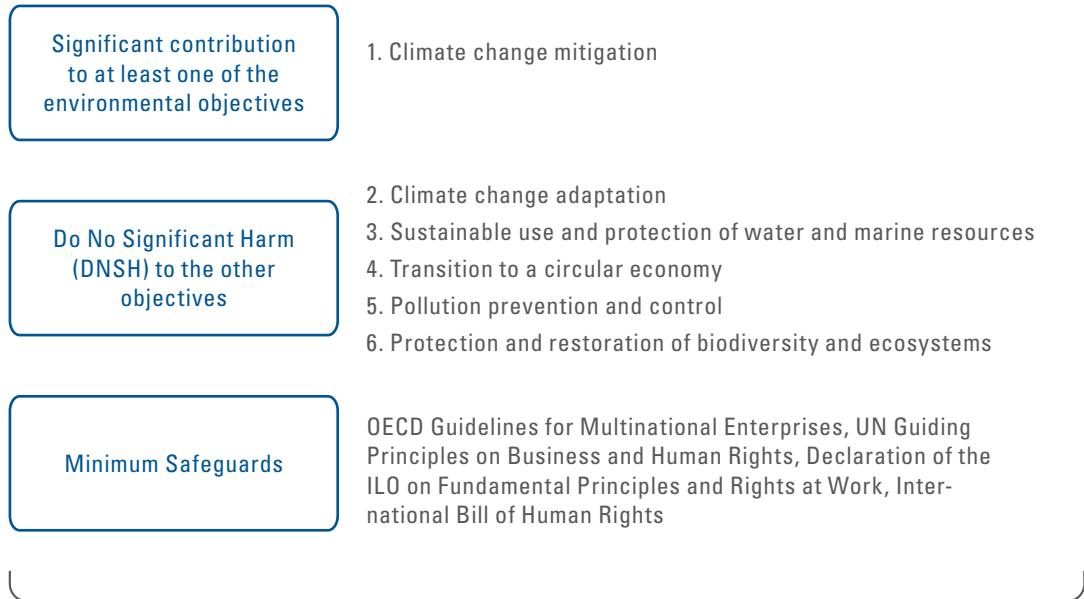 Significant contribution
to at least one of the
environmental objectives
1. Climate change mitigation
Do No Significant Harm
(DNSH) to the other
objectives
2. Climate change adaptation
3. Sustainable use and protection of water and marine resources
4. Transition to a circular economy
5. Pollution prevention and control
6. Protection and restoration of biodiversity and ecosystems
Minimum Safeguards
OECD Guidelines for Multinational Enterprises, UN Guiding
Principles on Business and Human Rights, Declaration of the
ILO on Fundamental Principles and Rights at Work, Inter-
national Bill of Human Rights